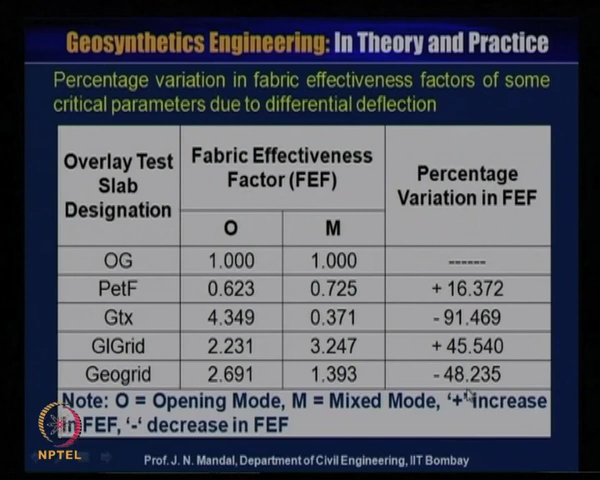 Geosynthetics Engineering: In Theory and Practice
Percentage variation in fabric effectiveness factors of some
critical parameters due to differential deflection
Overlay Test Slab Designation | Fabric Effectiveness Factor (FEF) | Percentage Variation in FEF
O | M
OG | 1.000 | 1.000 | ------
PetF | 0.623 | 0.725 | + 16.372
Gtx | 4.349 | 0.371 | - 91.469
GlGrid | 2.231 | 3.247 | + 45.540
Geogrid | 2.691 | 1.393 | - 48.235
Note: O = Opening Mode, M = Mixed Mode, '+' increase
in FEF, '-' decrease in FEF
NPTEL
Prof. J. N. Mandal, Department of Civil Engineering, IIT Bombay